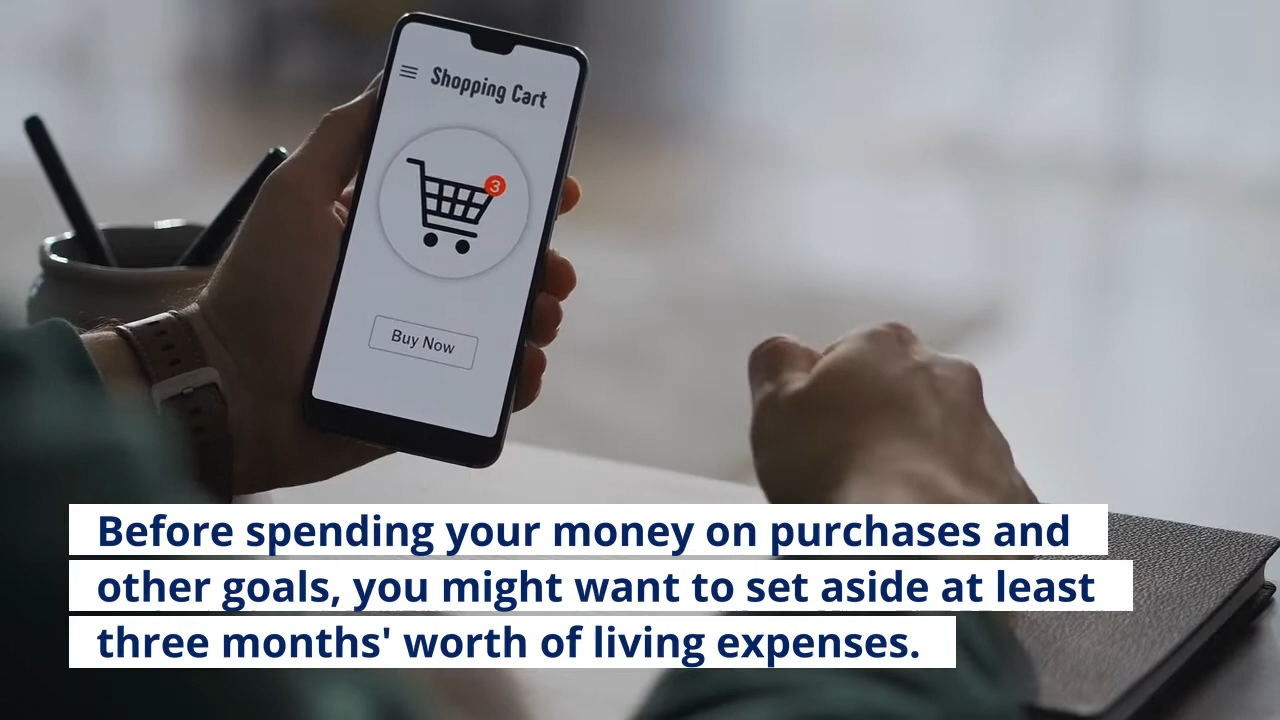 Shopping Cart
3
Buy Now
Before spending your money on purchases and
other goals, you might want to set aside at least
three months' worth of living expenses.